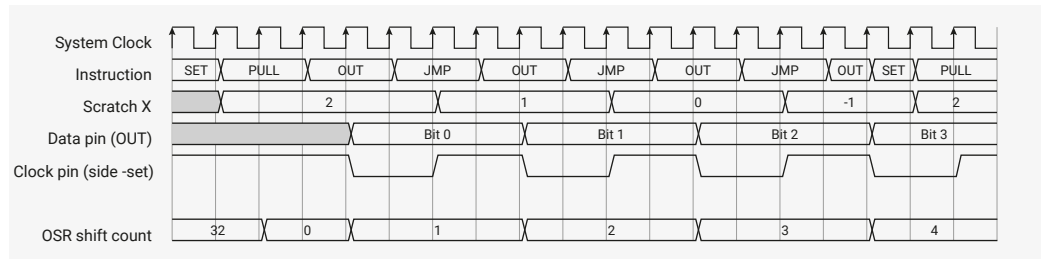 System Clock
Instruction SET PULL OUT JMP OUT JMP OUT JMP OUT SET PULL
Scratch X 2 1 0 -1 2
Data pin (OUT) Bit 0 Bit 1 Bit 2 Bit 3
Clock pin (side -set)
OSR shift count 32 0 1 2 3 4